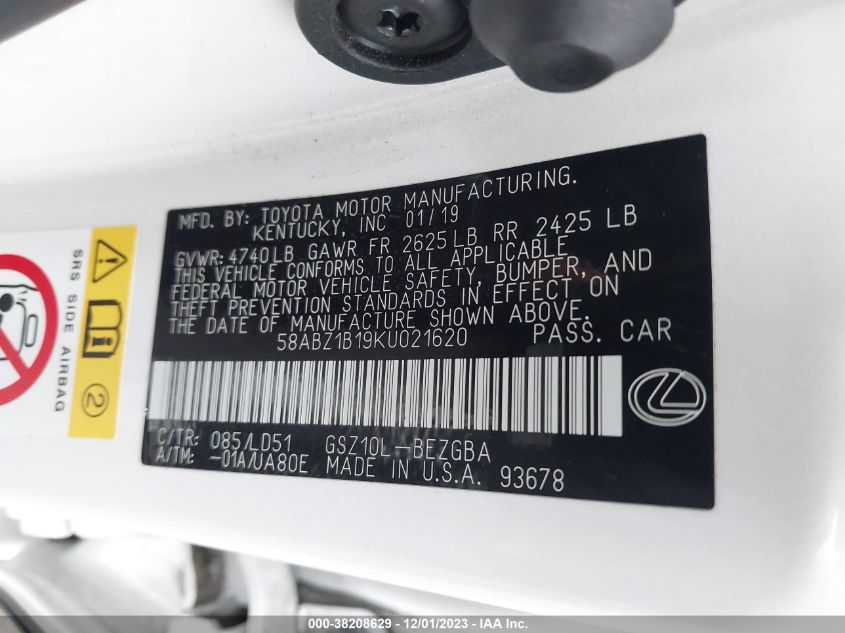 MFD. BY: TOYOTA MOTOR MANUFACTURING.
KENTUCKY, INC 01/19
GVWR: 4740LB GAWR FR 2625 LB RR 2425 LB
THIS VEHICLE CONFORMS TO ALL APPLICABLE
FEDERAL MOTOR VEHICLE SAFETY, BUMPER, AND
THEFT PREVENTION STANDARDS IN EFFECT ON
THE DATE OF MANUFACTURE SHOWN ABOVE.
58ABZ1B19KU021620 PASS. CAR
C/TR: 085/LD51 GSZ10L-BEZGBA
A/TM: -01A/UA80E MADE IN U.S.A. 93678
SRS SIDE AIRBAG
2
000-38208629 - 12/01/2023 - IAA